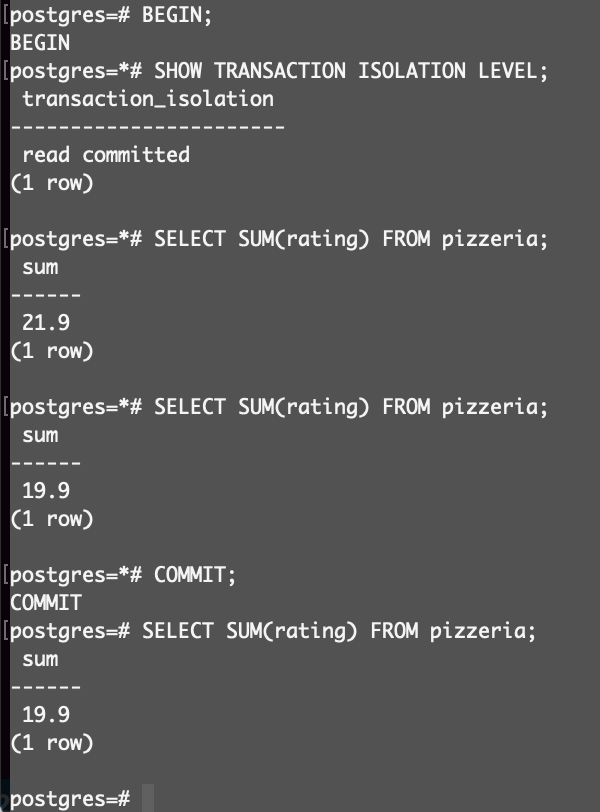 [postgres=# BEGIN;
BEGIN
[postgres=*# SHOW TRANSACTION ISOLATION LEVEL;
 transaction_isolation
-----------------------
 read committed
(1 row)

[postgres=*# SELECT SUM(rating) FROM pizzeria;
 sum
------
 21.9
(1 row)

[postgres=*# SELECT SUM(rating) FROM pizzeria;
 sum
------
 19.9
(1 row)

[postgres=*# COMMIT;
COMMIT
[postgres=# SELECT SUM(rating) FROM pizzeria;
 sum
------
 19.9
(1 row)

postgres=#